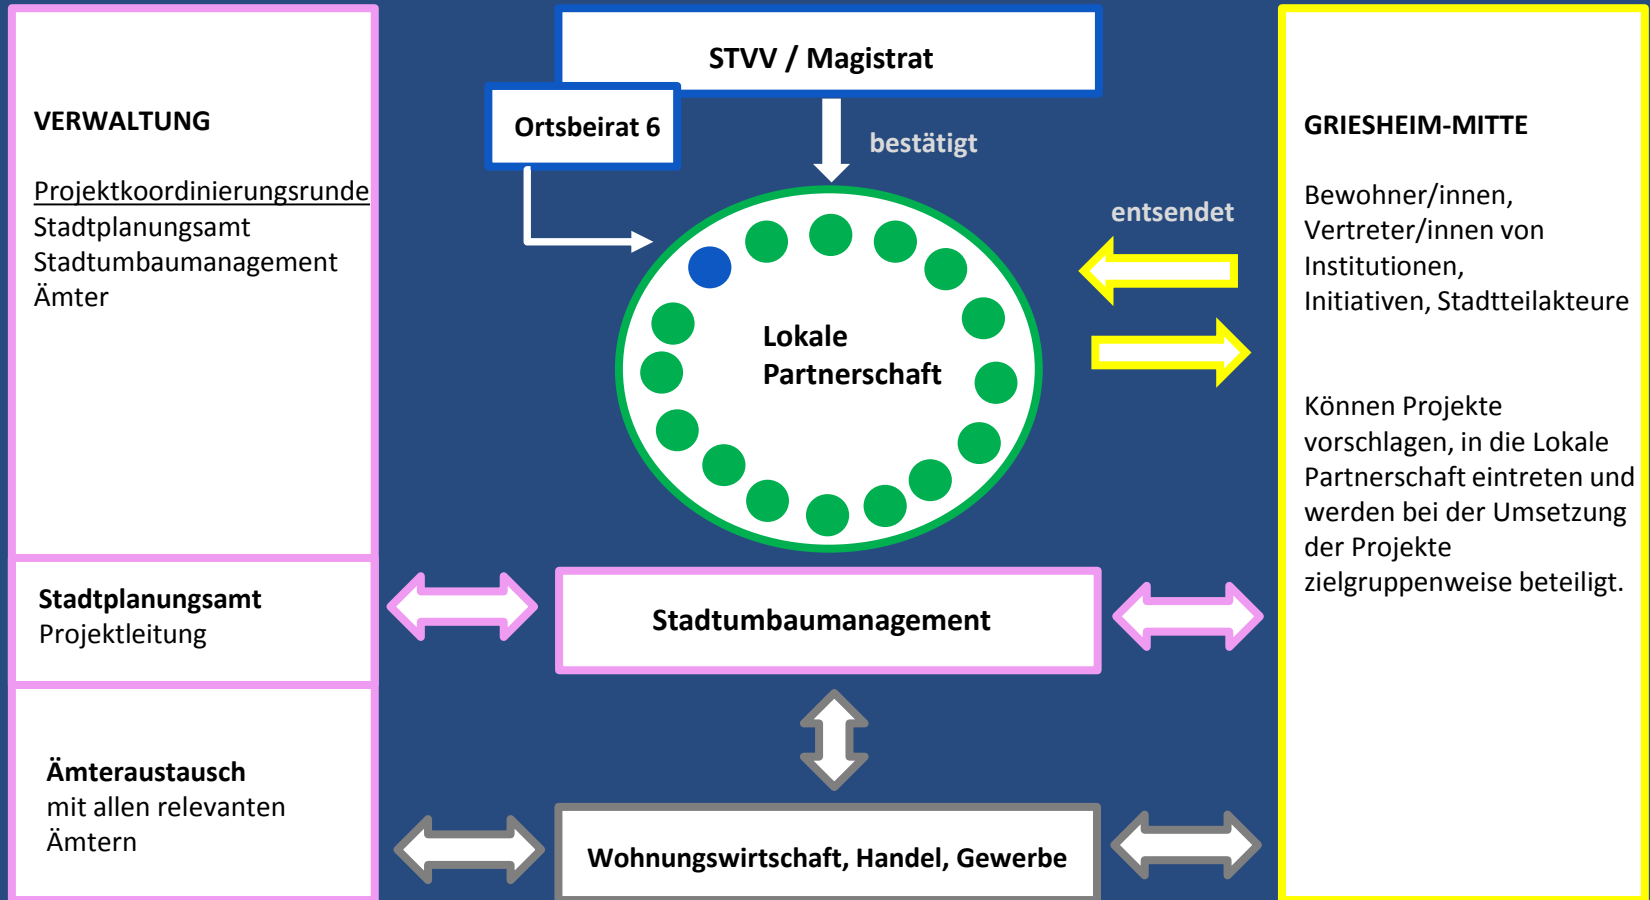 VERWALTUNG
Projektkoordinierungsrunde
Stadtplanungsamt
Stadtumbaumanagement
Ämter
Stadtplanungsamt
Projektleitung
Ämteraustausch
mit allen relevanten
Ämtern
STVV / Magistrat
Ortsbeirat 6
bestätigt
entsendet
Lokale
Partnerschaft
Stadtumbaumanagement
Wohnungswirtschaft, Handel, Gewerbe
GRIESHEIM-MITTE
Bewohner/innen,
Vertreter/innen von
Institutionen,
Initiativen, Stadtteilakteure
Können Projekte
vorschlagen, in die Lokale
Partnerschaft eintreten und
werden bei der Umsetzung
der Projekte
zielgruppenweise beteiligt.